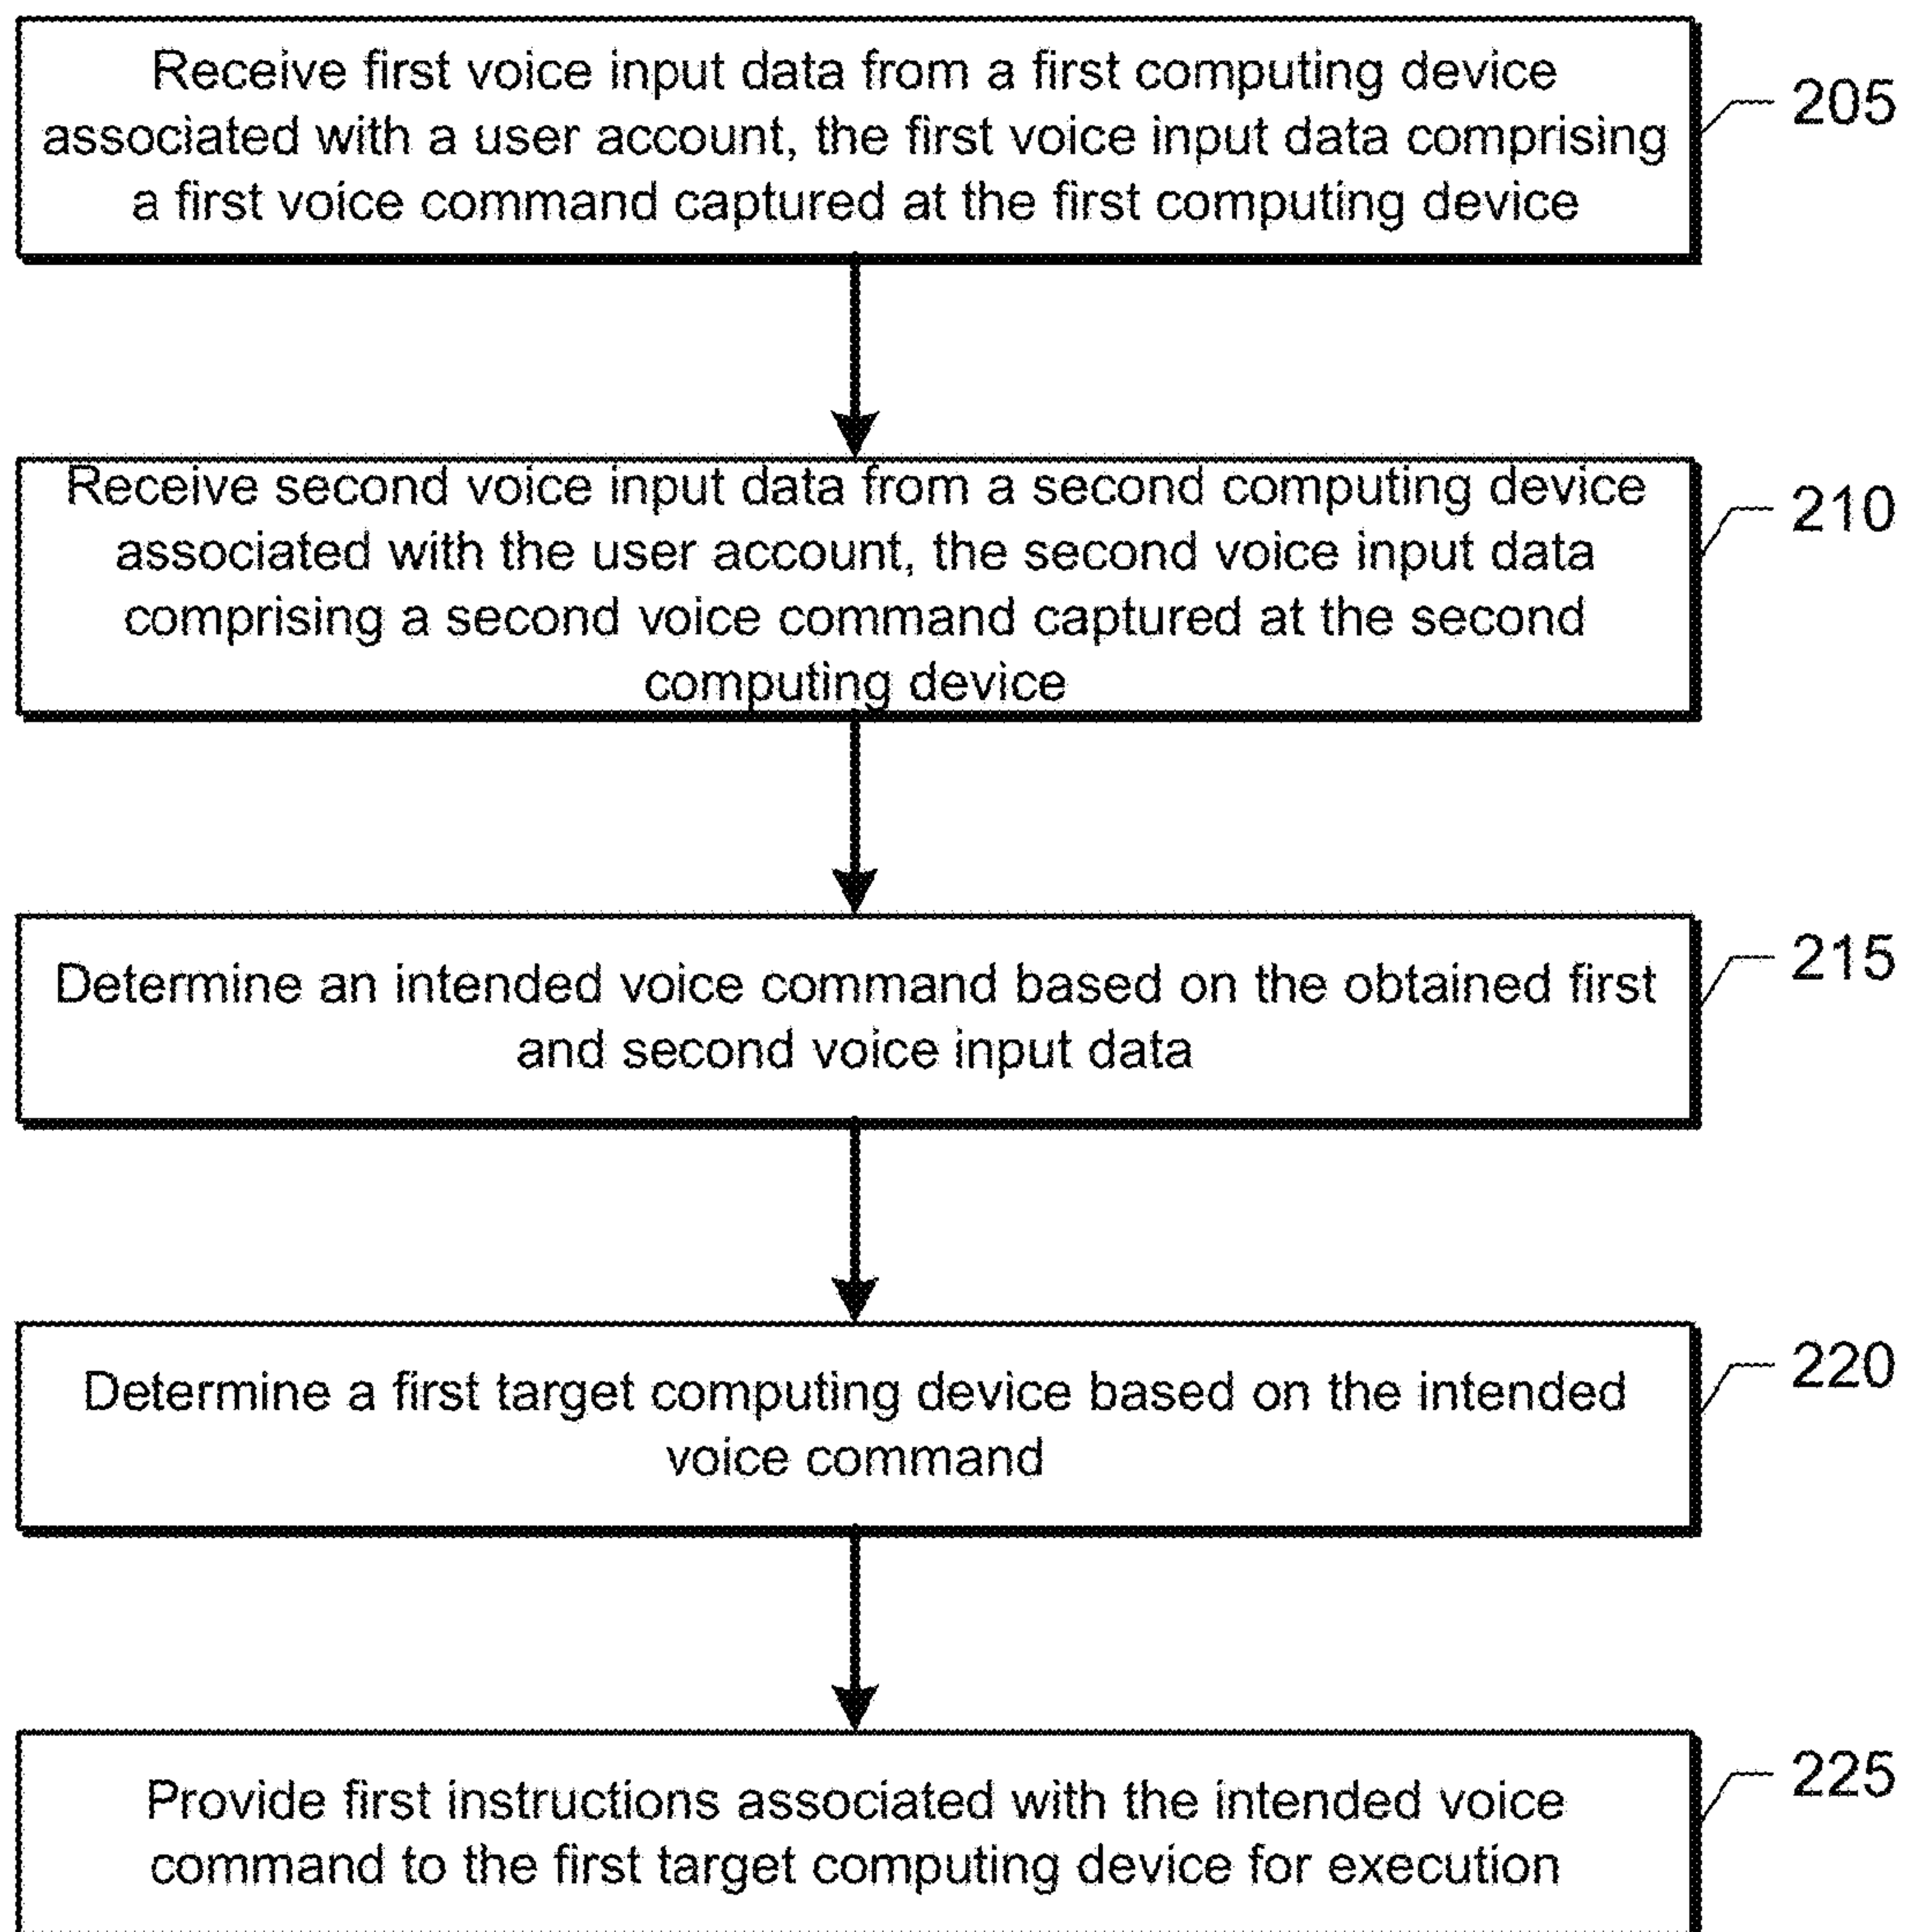 Receive first voice input data from a first computing device
associated with a user account, the first voice input data comprising
a first voice command captured at the first computing device
205
Receive second voice input data from a second computing device
associated with the user account, the second voice input data
comprising a second voice command captured at the second
computing device
210
Determine an intended voice command based on the obtained first
and second voice input data
215
Determine a first target computing device based on the intended
voice command
220
Provide first instructions associated with the intended voice
command to the first target computing device for execution
225